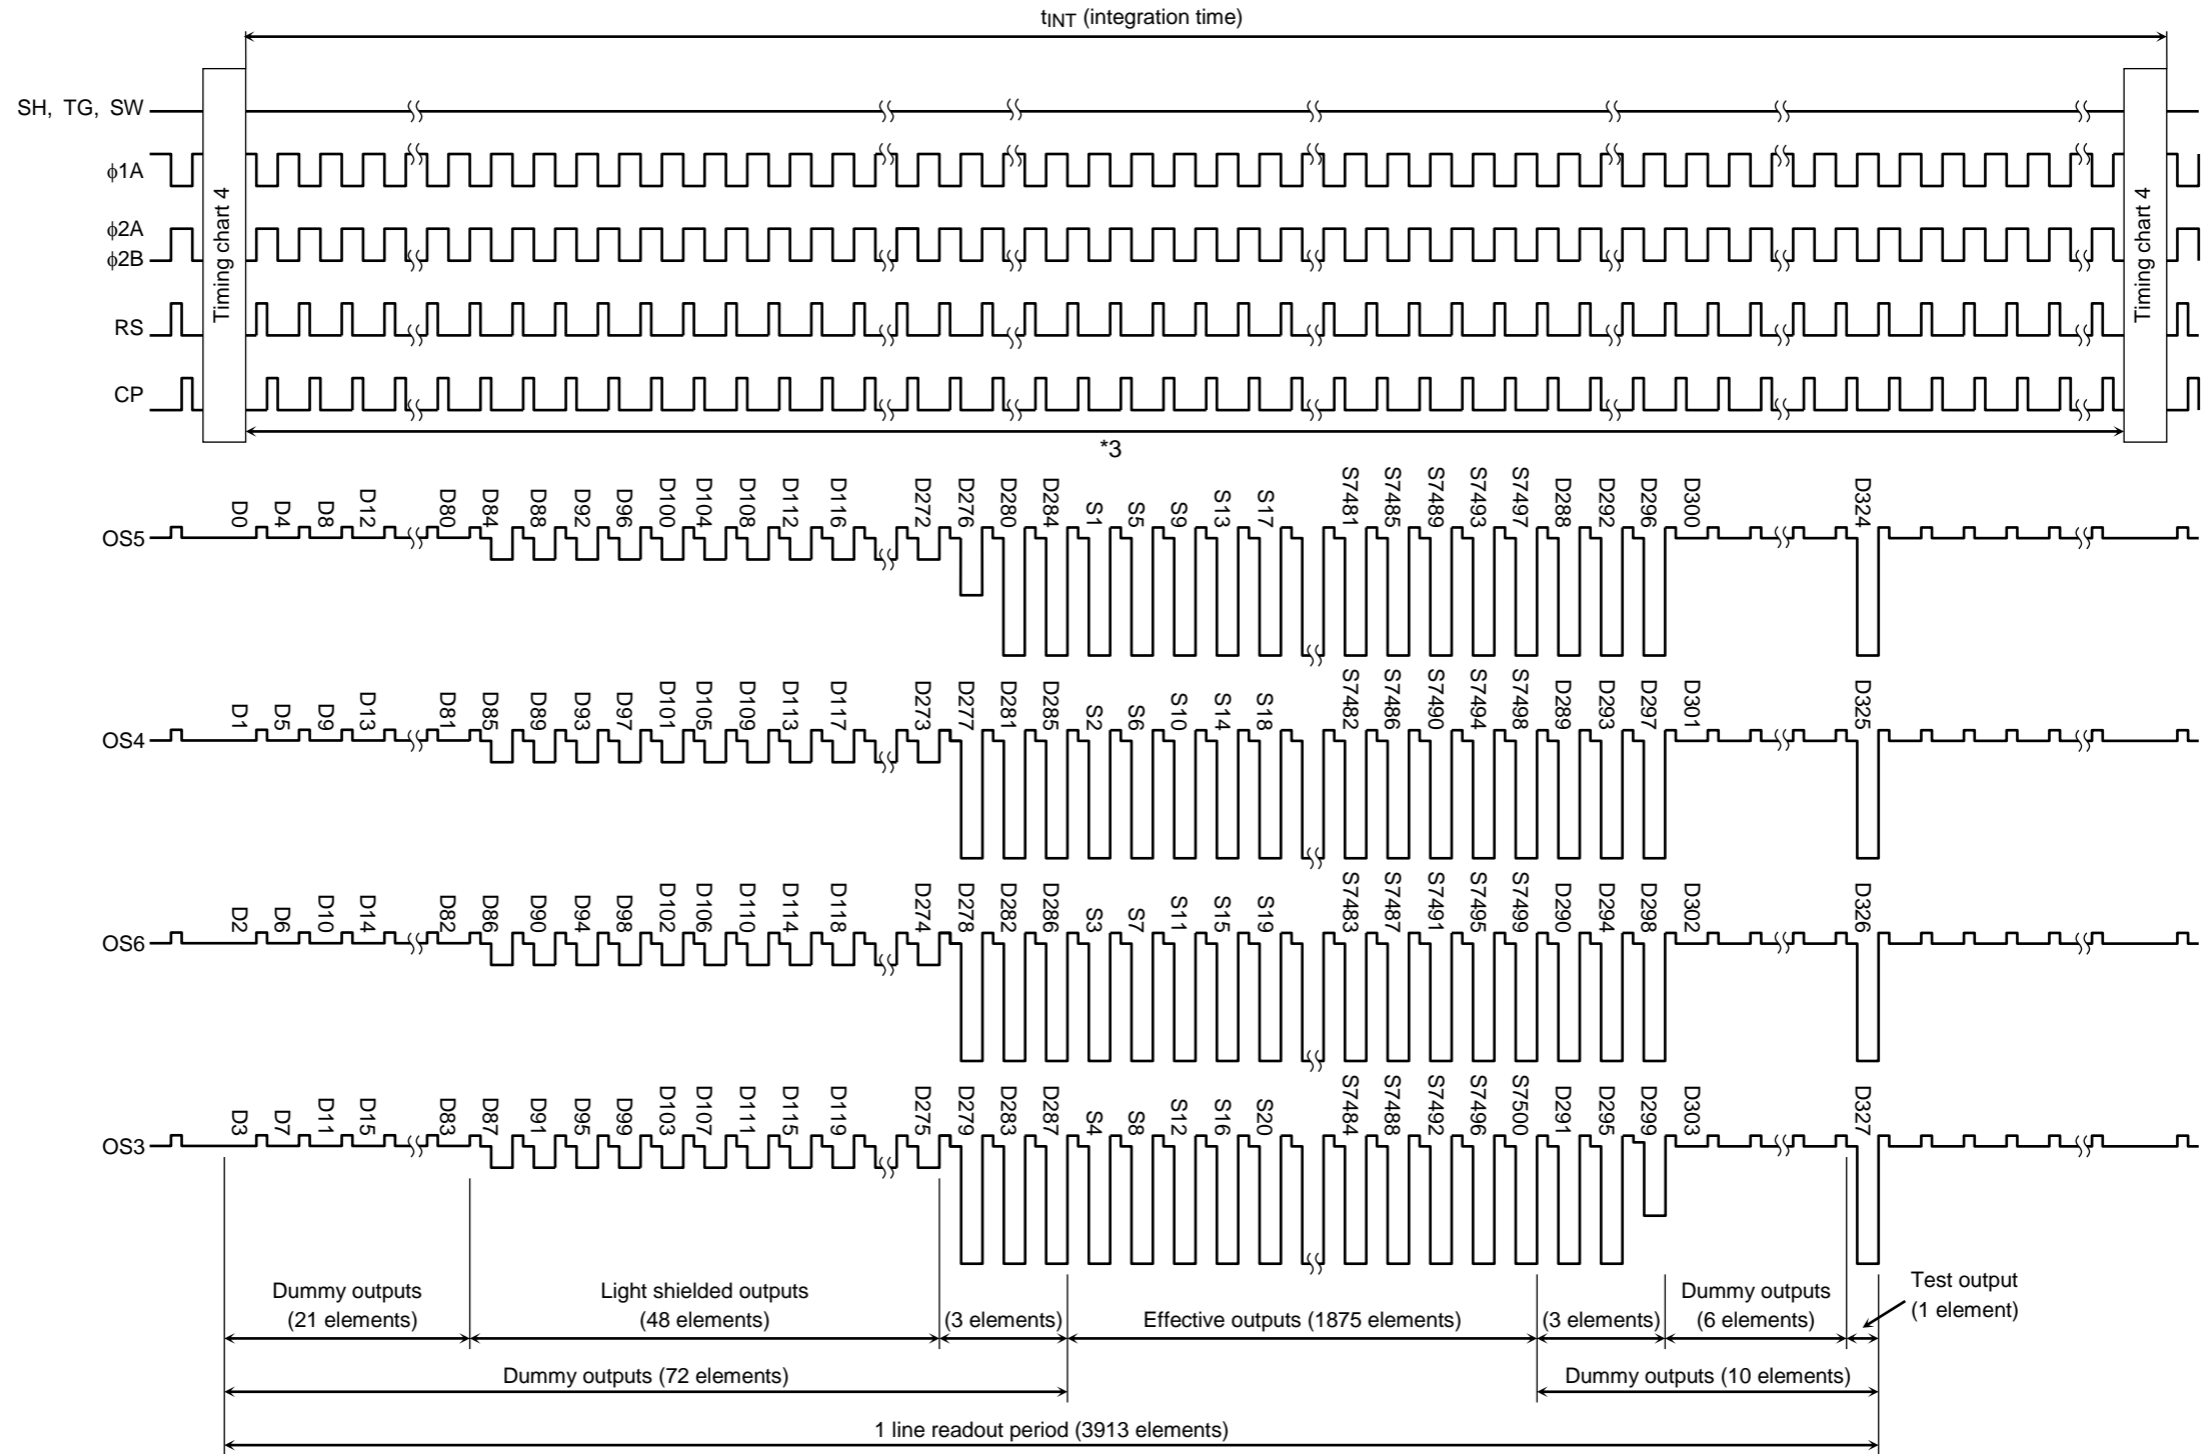 tINT (integration time)
SH, TG, SW
ϕ1A
ϕ2A
ϕ2B
RS
CP
Timing chart 4
Timing chart 4
*3
D0 D4 D8 D12 D80 D84 D88 D92 D96 D100 D104 D108 D112 D116 D272 D276 D280 D284 S1 S5 S9 S13 S17 S7481 S7485 S7489 S7493 S7497 D288 D292 D296 D300 D324
OS5
D1 D5 D9 D13 D81 D85 D89 D93 D97 D101 D105 D109 D113 D117 D273 D277 D281 D285 S2 S6 S10 S14 S18 S7482 S7486 S7490 S7494 S7498 D289 D293 D297 D301 D325
OS4
D2 D6 D10 D14 D82 D86 D90 D94 D98 D102 D106 D110 D114 D118 D274 D278 D282 D286 S3 S7 S11 S15 S19 S7483 S7487 S7491 S7495 S7499 D290 D294 D298 D302 D326
OS6
D3 D7 D11 D15 D83 D87 D91 D95 D99 D103 D107 D111 D115 D119 D275 D279 D283 D287 S4 S8 S12 S16 S20 S7484 S7488 S7492 S7496 S7500 D291 D295 D299 D303 D327
OS3
Dummy outputs
(21 elements)
Light shielded outputs
(48 elements)
(3 elements)
Effective outputs (1875 elements)
(3 elements)
Dummy outputs
(6 elements)
Test output
(1 element)
Dummy outputs (72 elements)
Dummy outputs (10 elements)
1 line readout period (3913 elements)